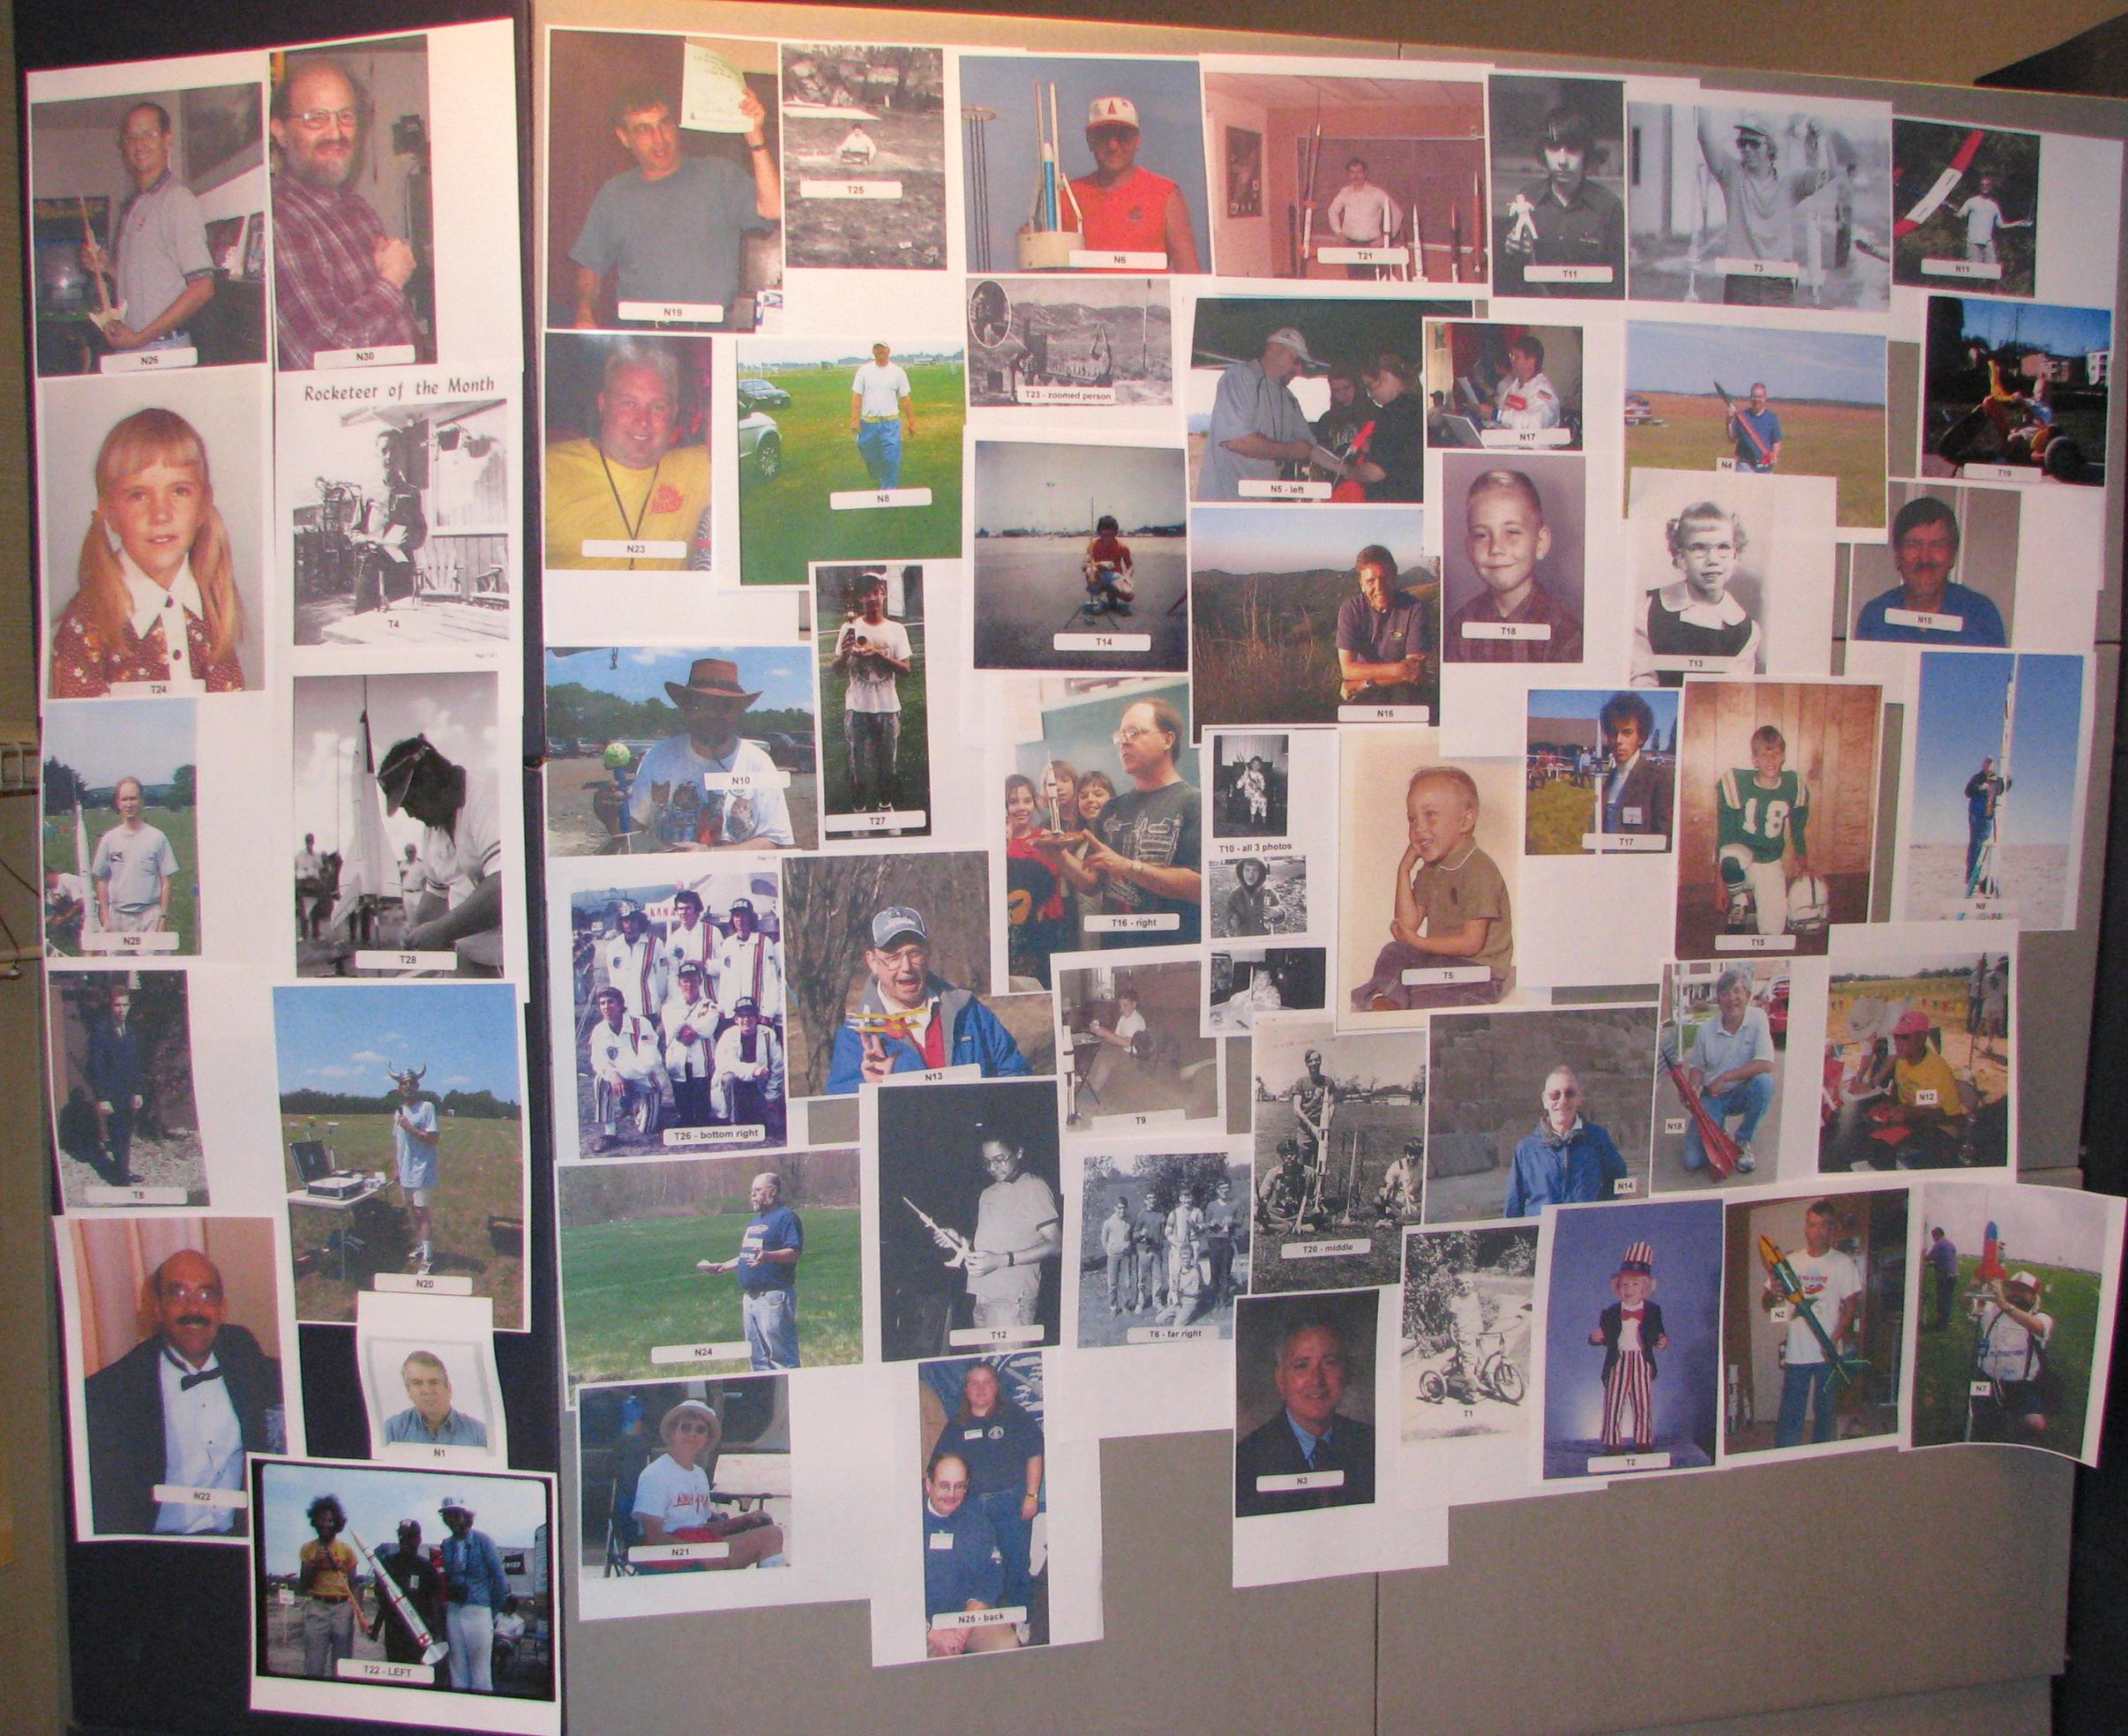 N26
N30
N19
T25
N6
T21
T11
T3
N11
Rocketeer of the Month
T4
T24
N23
N8
T23 - zoomed person
N5 - left
N17
N4
T19
T14
T18
T13
N15
N16
N10
T27
T16 - right
T10 - all 3 photos
T5
T17
18
T15
N28
T28
N13
T26 - bottom right
T9
N14
N18
N12
N20
N24
T12
T6 - far right
T20 - middle
N2
N7
N22
N1
N3
T1
T2
N21
N25 - back
T22 - LEFT